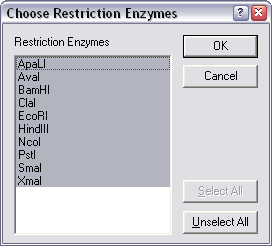 Choose Restriction Enzymes
Restriction Enzymes
ApaLI
AvaI
BamHI
ClaI
EcoRI
HindIII
NcoI
PstI
SmaI
XmaI
OK
Cancel
Select All
Unselect All